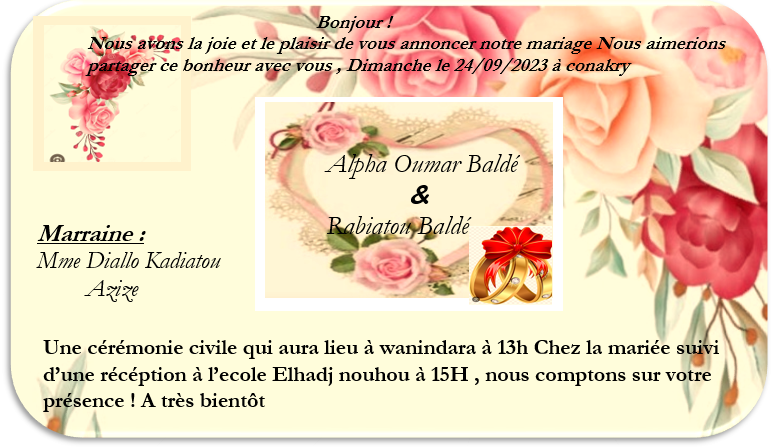 Bonjour !
Nous avons la joie et le plaisir de vous annoncer notre mariage Nous aimerions
partager ce bonheur avec vous , Dimanche le 24/09/2023 à conakry
Alpha Oumar Baldé
&
Rabiatou Baldé
Marraine :
Mme Diallo Kadiatou
Azize
Une cérémonie civile qui aura lieu à wanindara à 13h Chez la mariée suivi
d’une récéption à l’ecole Elhadj nouhou à 15H , nous comptons sur votre
présence ! A très bientôt